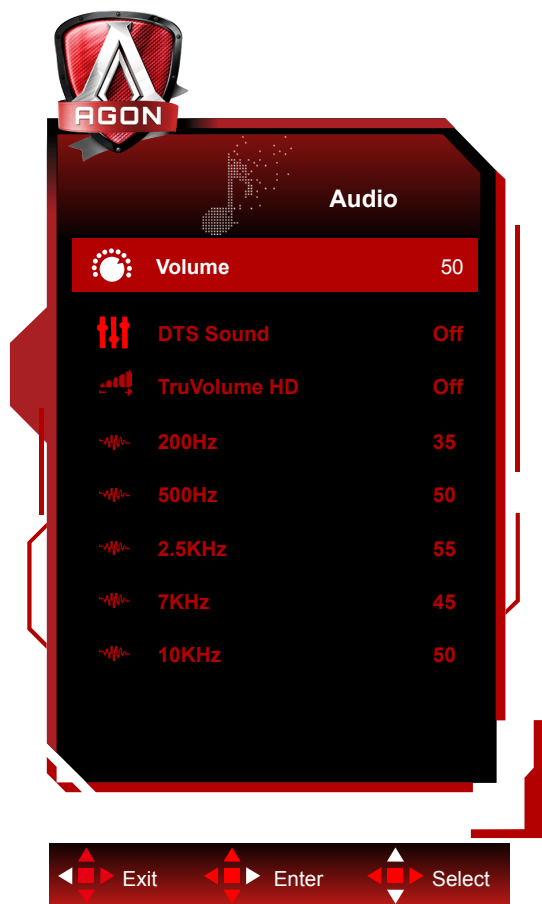 AGON
Audio
Volume 50
DTS Sound Off
TruVolume HD Off
200Hz 35
500Hz 50
2.5KHz 55
7KHz 45
10KHz 50
Exit Enter Select